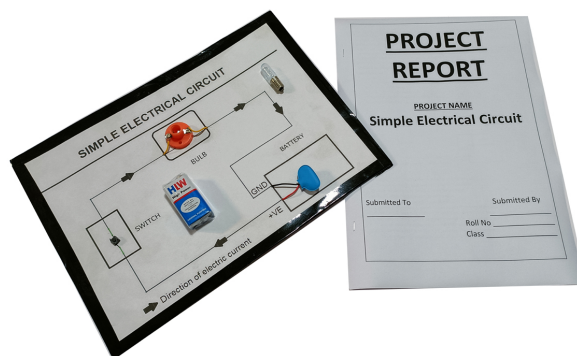 SIMPLE ELECTRICAL CIRCUIT
BULB
BATTERY
GND
+VE
SWITCH
HLW
Direction of electric current
PROJECT
REPORT
PROJECT NAME
Simple Electrical Circuit
Submitted To
Submitted By
Roll No
Class